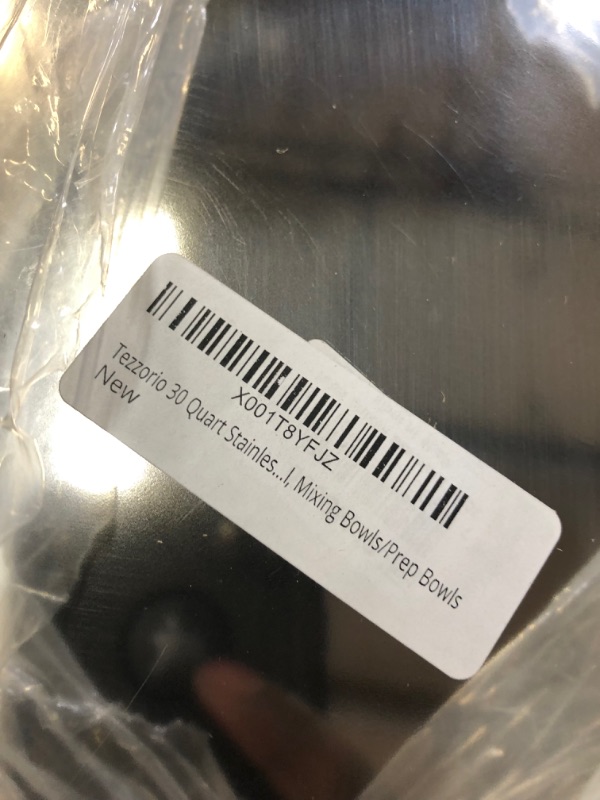 X001T8YFJZ
Tezzorio 30 Quart Stainles...l, Mixing Bowls/Prep Bowls
New